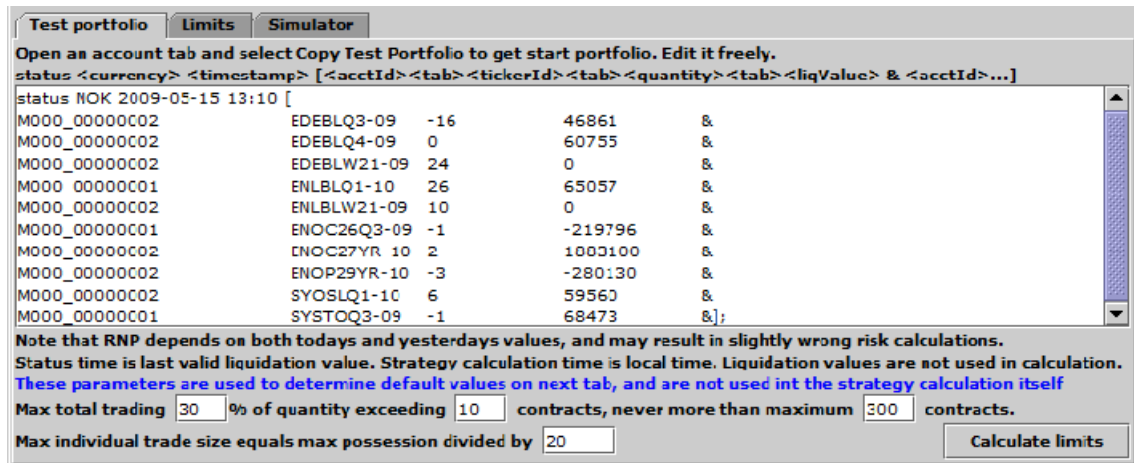 Test portfolio Limits Simulator
Open an account tab and select Copy Test Portfolio to get start portfolio. Edit it freely.
status <currency> <timestamp> [<acctId><tab><tickerId><tab><quantity><tab><liqValue> & <acctId>...]
status NOK 2009-05-15 13:10 [
M000_00000002 EDEBLQ3-09 -16 46861 &
M000_00000002 EDEBLQ4-09 0 60755 &
M000_00000002 EDEBLW21-09 24 0 &
M000_00000001 ENLBLQ1-10 26 65057 &
M000_00000002 ENLBLW21-09 10 0 &
M000_00000001 ENOC26Q3-09 -1 -219796 &
M000_00000002 ENOC27YR-10 2 1003100 &
M000_00000002 ENOP29YR-10 -3 -280130 &
M000_00000002 SYOSLQ1-10 6 59560 &
M000_00000001 SYSTOQ3-09 -1 68473 &];
Note that RNP depends on both todays and yesterdays values, and may result in slightly wrong risk calculations.
Status time is last valid liquidation value. Strategy calculation time is local time. Liquidation values are not used in calculation.
These parameters are used to determine default values on next tab, and are not used int the strategy calculation itself
Max total trading 30 % of quantity exceeding 10 contracts, never more than maximum 300 contracts.
Max individual trade size equals max possession divided by 20 Calculate limits